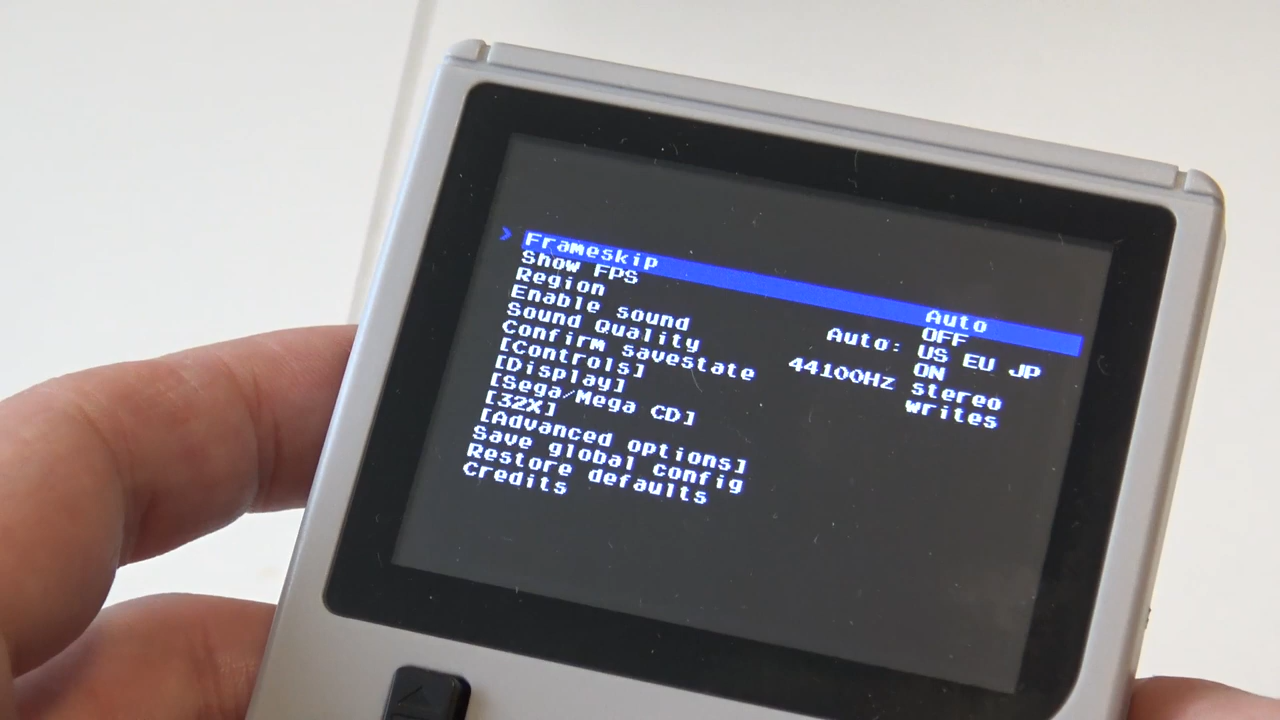 > Frameskip Auto
Show FPS OFF
Region Auto: US EU JP
Enable sound ON
Sound Quality 44100HZ stereo
Confirm savestate writes
[Controls]
[Display]
[Sega/Mega CD]
[32X]
[Advanced options]
Save global config
Restore defaults
Credits